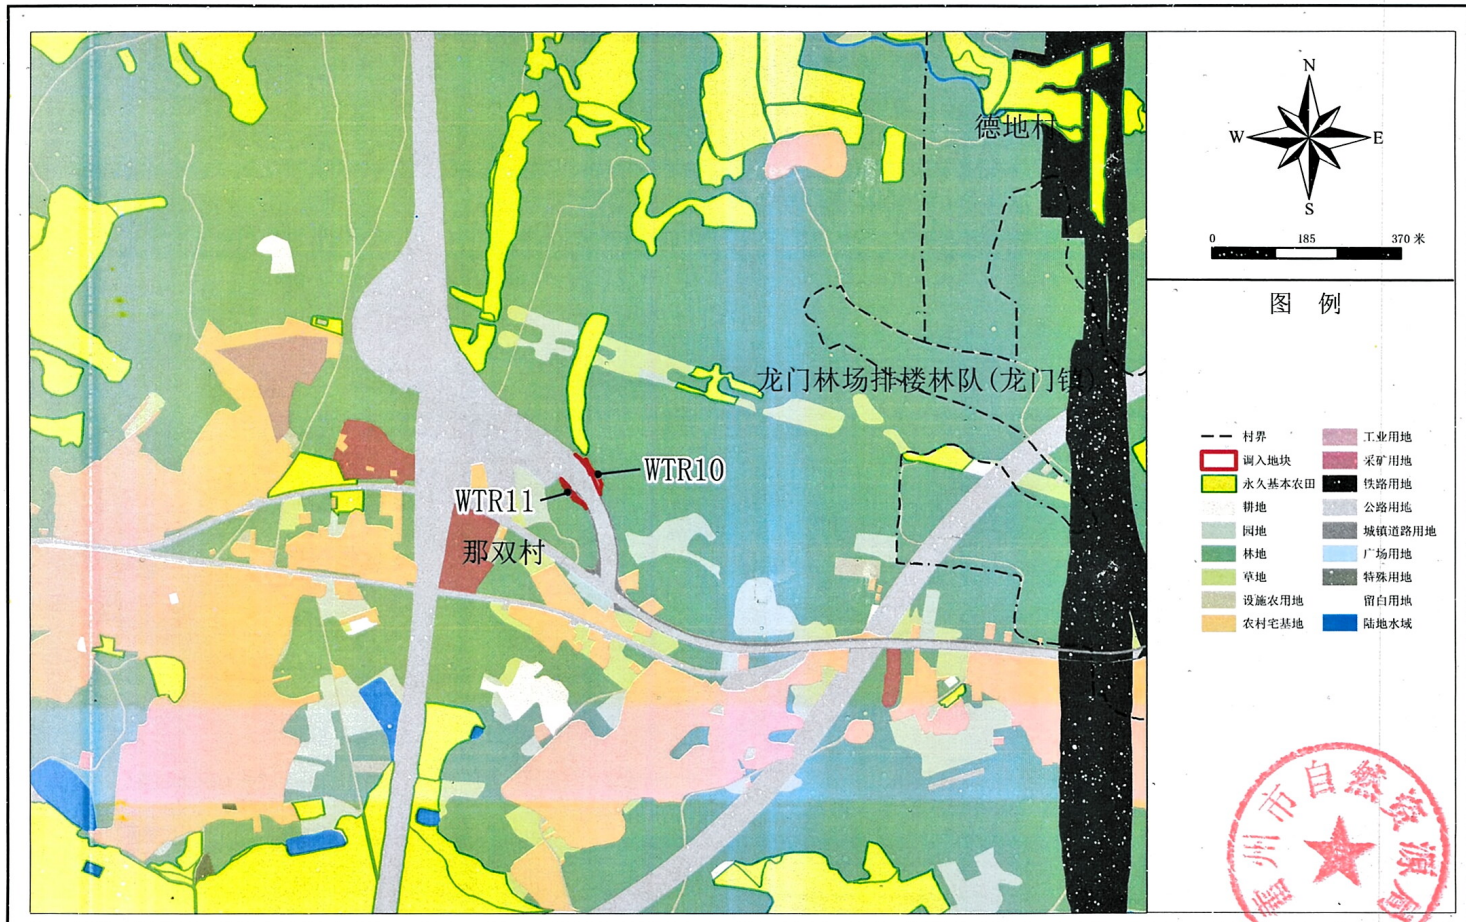 德地村
龙门林场排楼林队(龙门镇)
WTR10
WTR11
那双村
N
W
E
S
0 185 370 米
图 例
村界
调入地块
永久基本农田
耕地
园地
林地
草地
设施农用地
农村宅基地
工业用地
采矿用地
铁路用地
公路用地
城镇道路用地
广场用地
特殊用地
留白用地
陆地水域
州市自然资源局